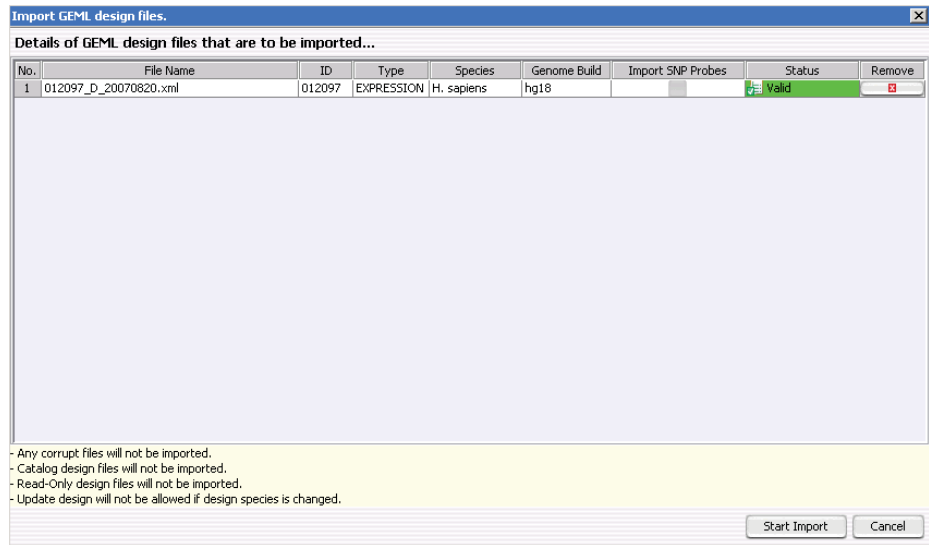 Import GEML design files.
Details of GEML design files that are to be imported...
No. File Name ID Type Species Genome Build Import SNP Probes Status Remove
1 012097_D_20070820.xml 012097 EXPRESSION H. sapiens hg18 Valid
- Any corrupt files will not be imported.
- Catalog design files will not be imported.
- Read-Only design files will not be imported.
- Update design will not be allowed if design species is changed.
Start Import Cancel